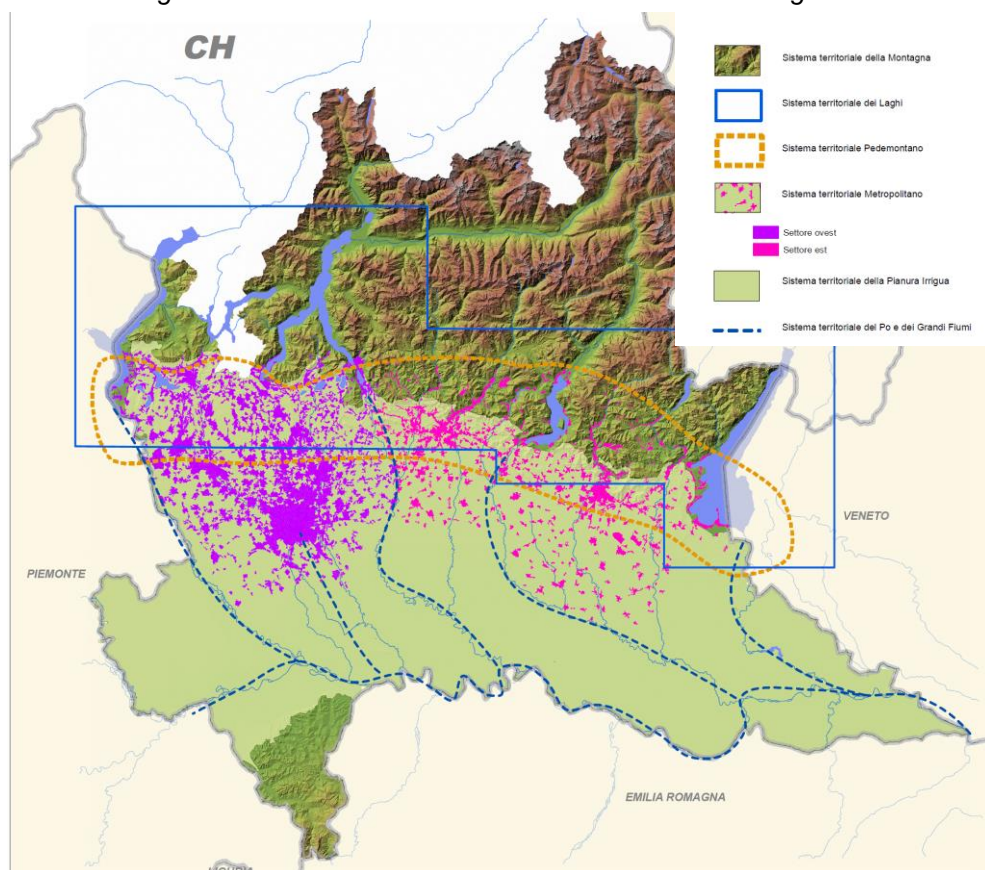 CH
Sistema territoriale della Montagna
Sistema territoriale dei Laghi
Sistema territoriale Pedemontano
Sistema territoriale Metropolitano
Settore ovest
Settore est
Sistema territoriale della Pianura Irrigua
Sistema territoriale del Po e dei Grandi Fiumi
VENETO
PIEMONTE
EMILIA ROMAGNA